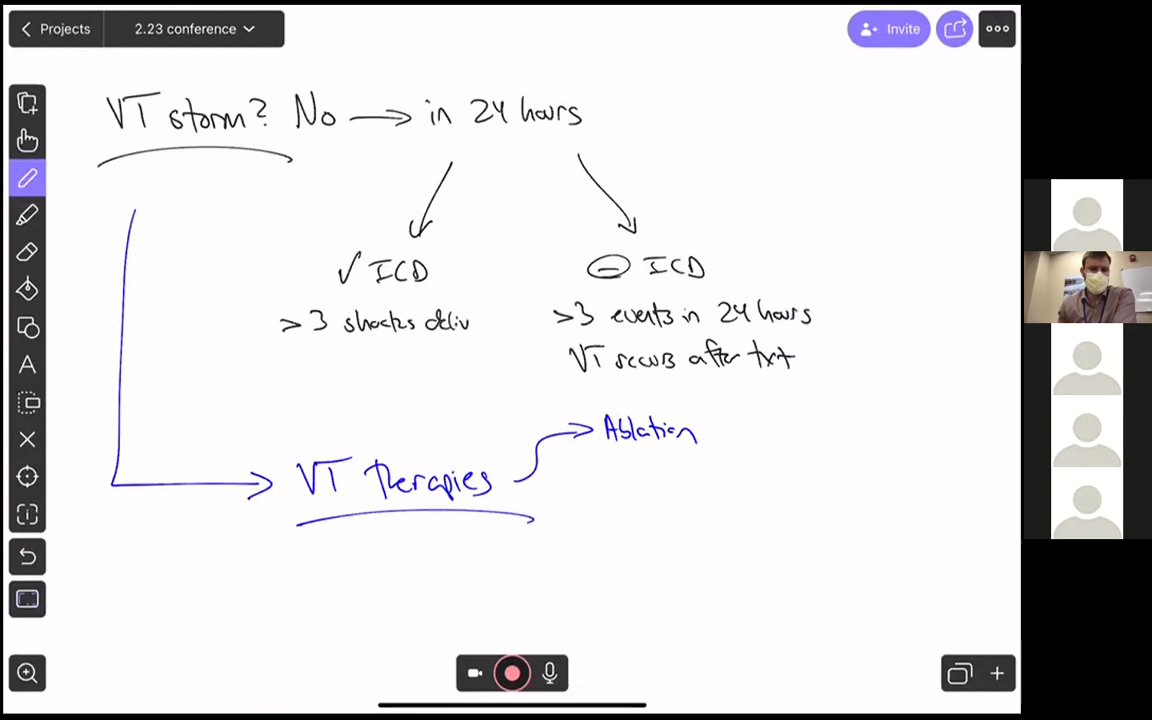 Projects
2.23 conference
Invite
VT storm? No → in 24 hours
✓ ICD
⊖ ICD
>3 shocks deliv
>3 events in 24 hours
VT occurs after txt
Ablation
VT therapies
A